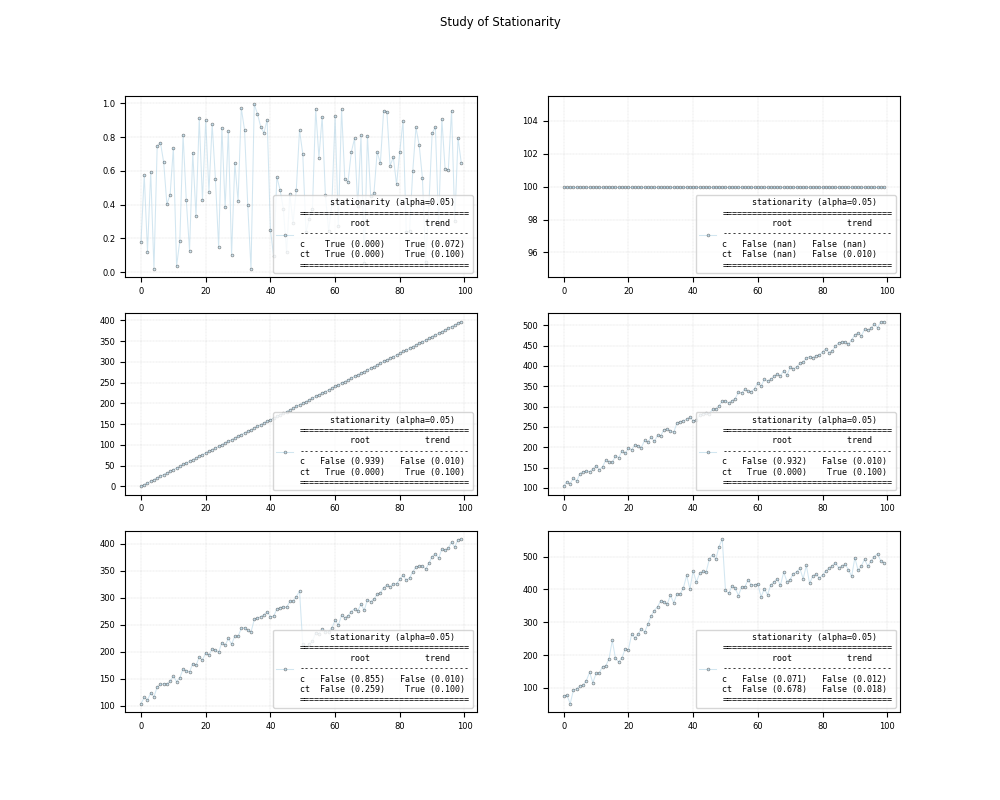 Study of Stationarity
1.0
0.8
0.6
0.4
0.2
0.0
0 20 40 60 80 100
stationarity (alpha=0.05)
==================================
root trend
----------------------------------
c True (0.000) True (0.072)
ct True (0.000) True (0.100)
==================================
104
102
100
98
96
0 20 40 60 80 100
stationarity (alpha=0.05)
==================================
root trend
----------------------------------
c False (nan) False (nan)
ct False (nan) False (0.010)
==================================
400
350
300
250
200
150
100
50
0
0 20 40 60 80 100
stationarity (alpha=0.05)
==================================
root trend
----------------------------------
c False (0.939) False (0.010)
ct True (0.000) True (0.100)
==================================
500
450
400
350
300
250
200
150
100
0 20 40 60 80 100
stationarity (alpha=0.05)
==================================
root trend
----------------------------------
c False (0.932) False (0.010)
ct True (0.000) True (0.100)
==================================
400
350
300
250
200
150
100
0 20 40 60 80 100
stationarity (alpha=0.05)
==================================
root trend
----------------------------------
c False (0.855) False (0.010)
ct False (0.259) True (0.100)
==================================
500
400
300
200
100
0 20 40 60 80 100
stationarity (alpha=0.05)
==================================
root trend
----------------------------------
c False (0.071) False (0.012)
ct False (0.678) False (0.018)
==================================